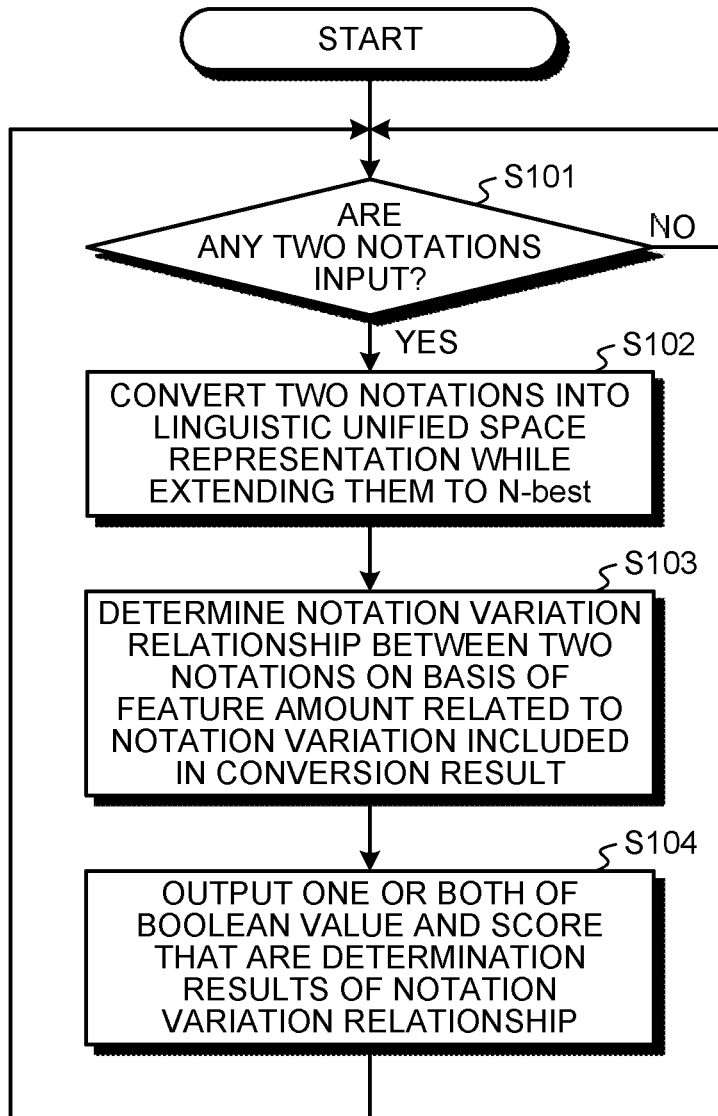 START
S101
ARE
ANY TWO NOTATIONS
INPUT?
NO
YES
S102
CONVERT TWO NOTATIONS INTO
LINGUISTIC UNIFIED SPACE
REPRESENTATION WHILE
EXTENDING THEM TO N-best
S103
DETERMINE NOTATION VARIATION
RELATIONSHIP BETWEEN TWO
NOTATIONS ON BASIS OF
FEATURE AMOUNT RELATED TO
NOTATION VARIATION INCLUDED
IN CONVERSION RESULT
S104
OUTPUT ONE OR BOTH OF
BOOLEAN VALUE AND SCORE
THAT ARE DETERMINATION
RESULTS OF NOTATION
VARIATION RELATIONSHIP